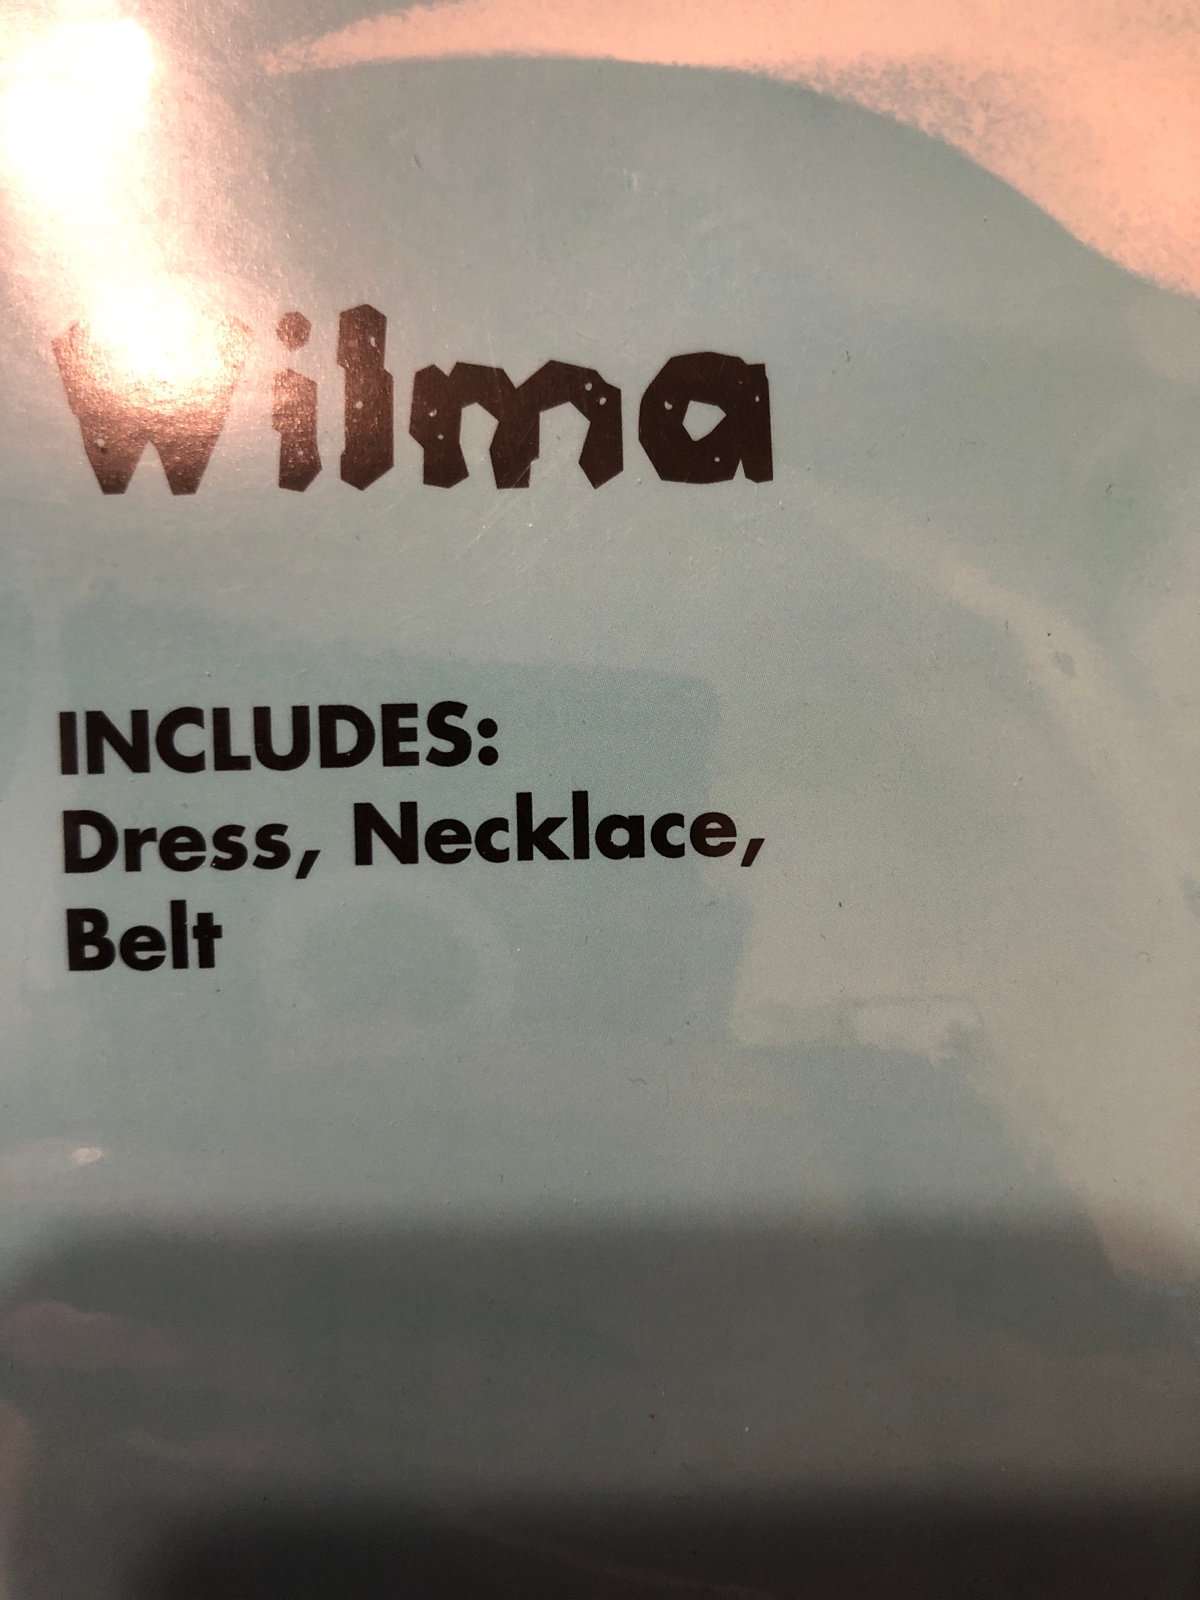 Wilma
INCLUDES:
Dress, Necklace,
Belt